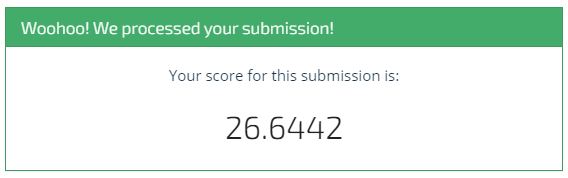 Woohoo! We processed your submission!
Your score for this submission is:
26.6442